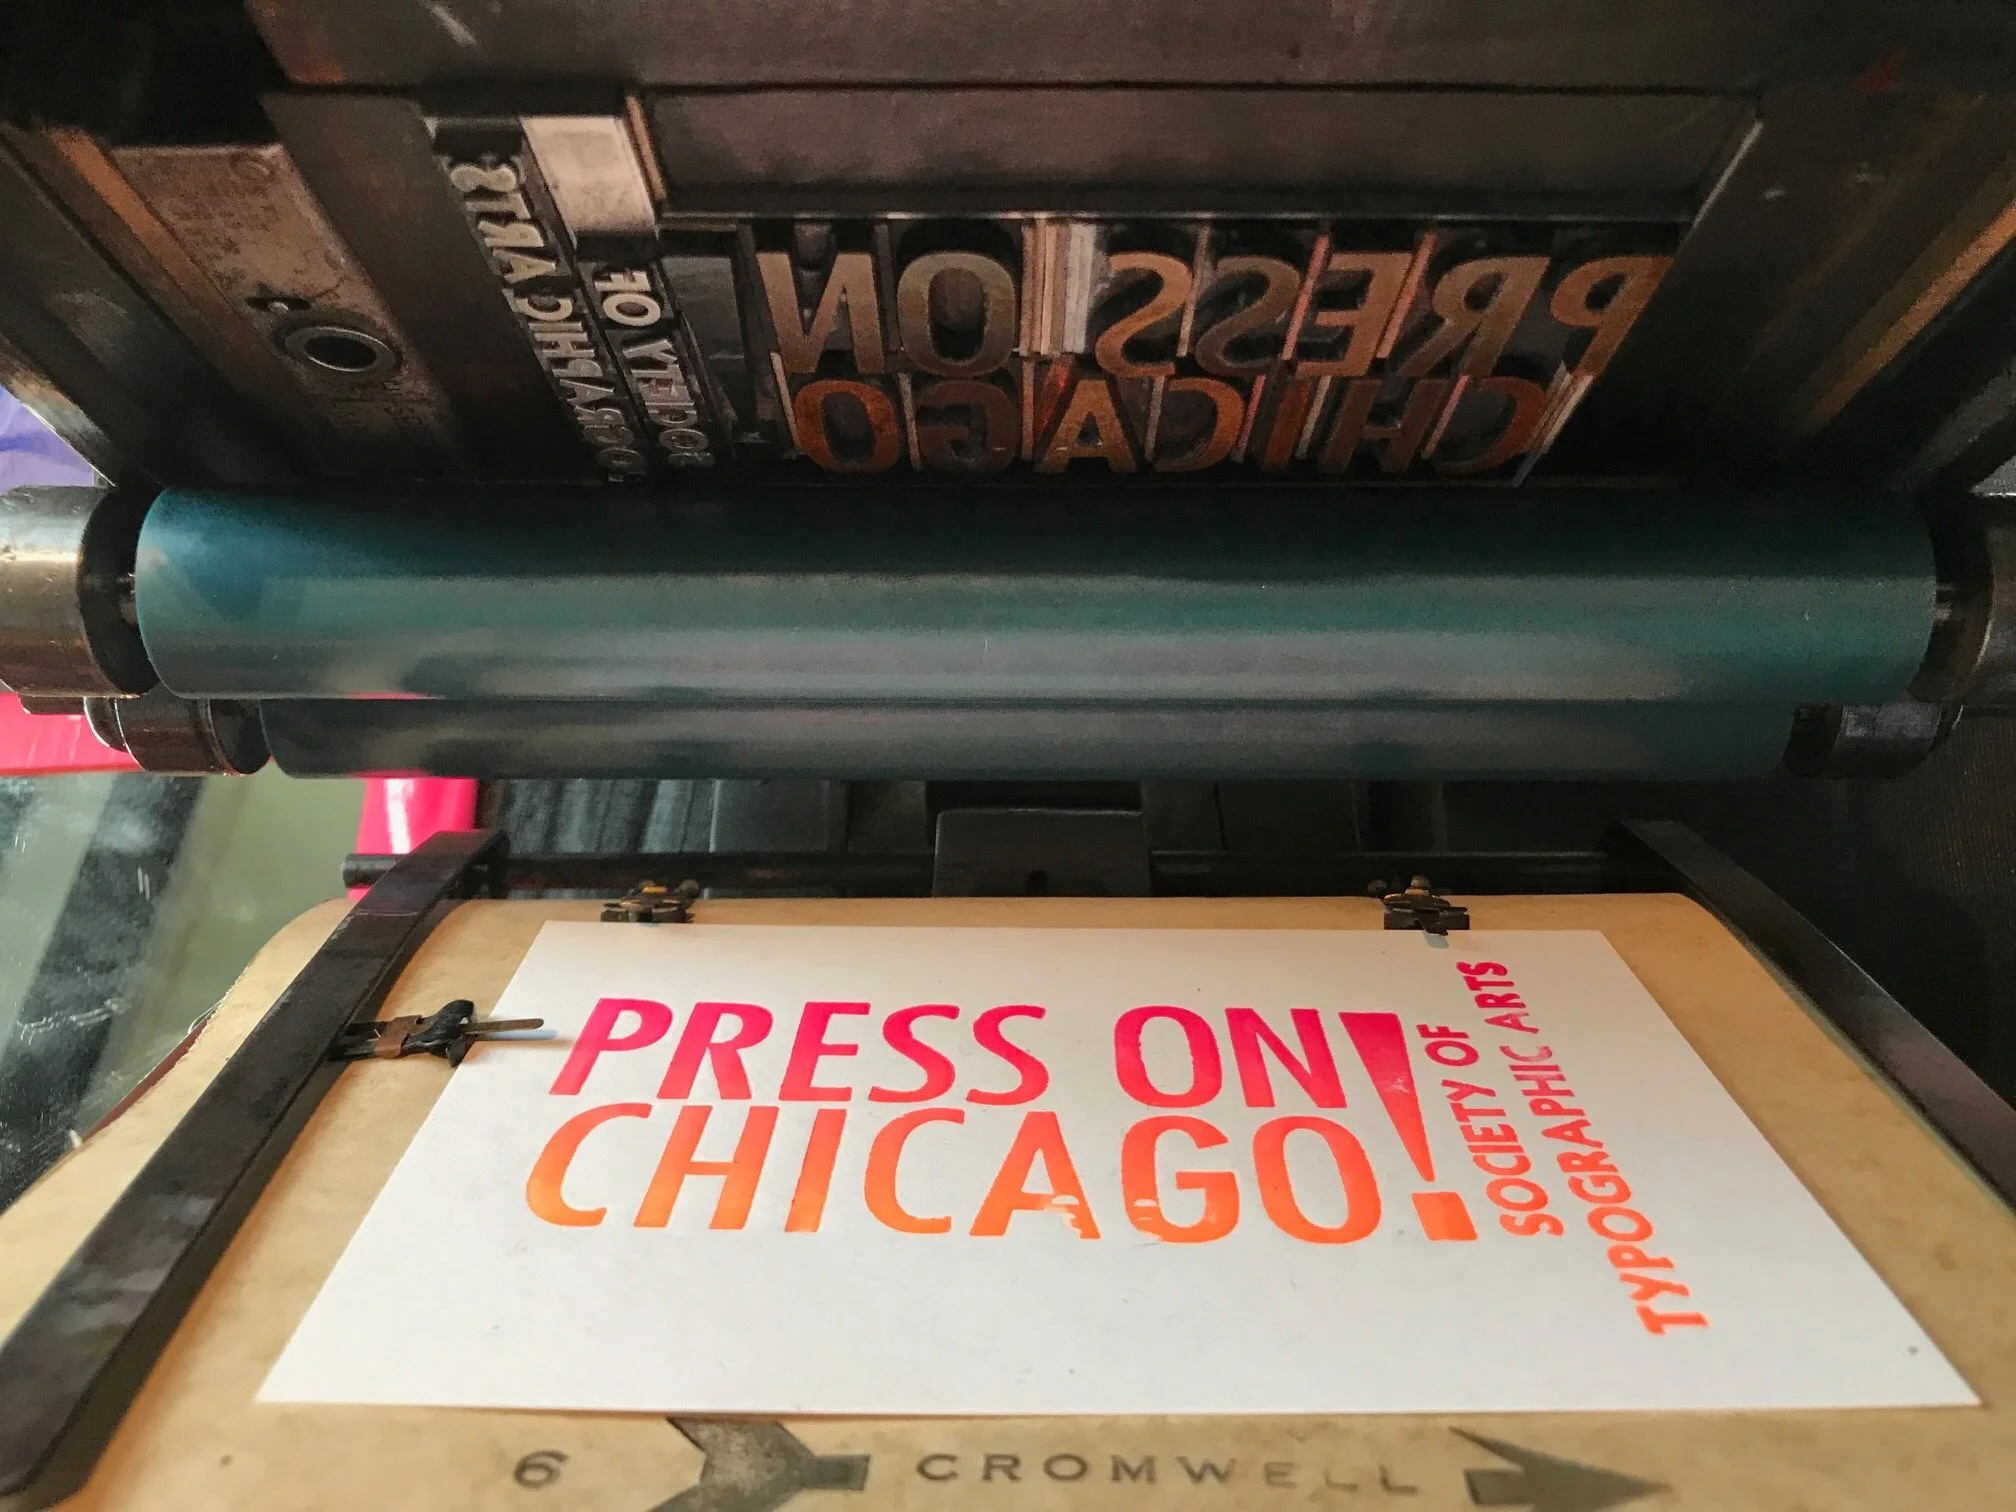 PRESS ON
CHICAGO
SOCIETY OF
TYPOGRAPHIC ARTS
PRESS ON!
CHICAGO
SOCIETY OF
TYPOGRAPHIC ARTS
6 CROMWELL